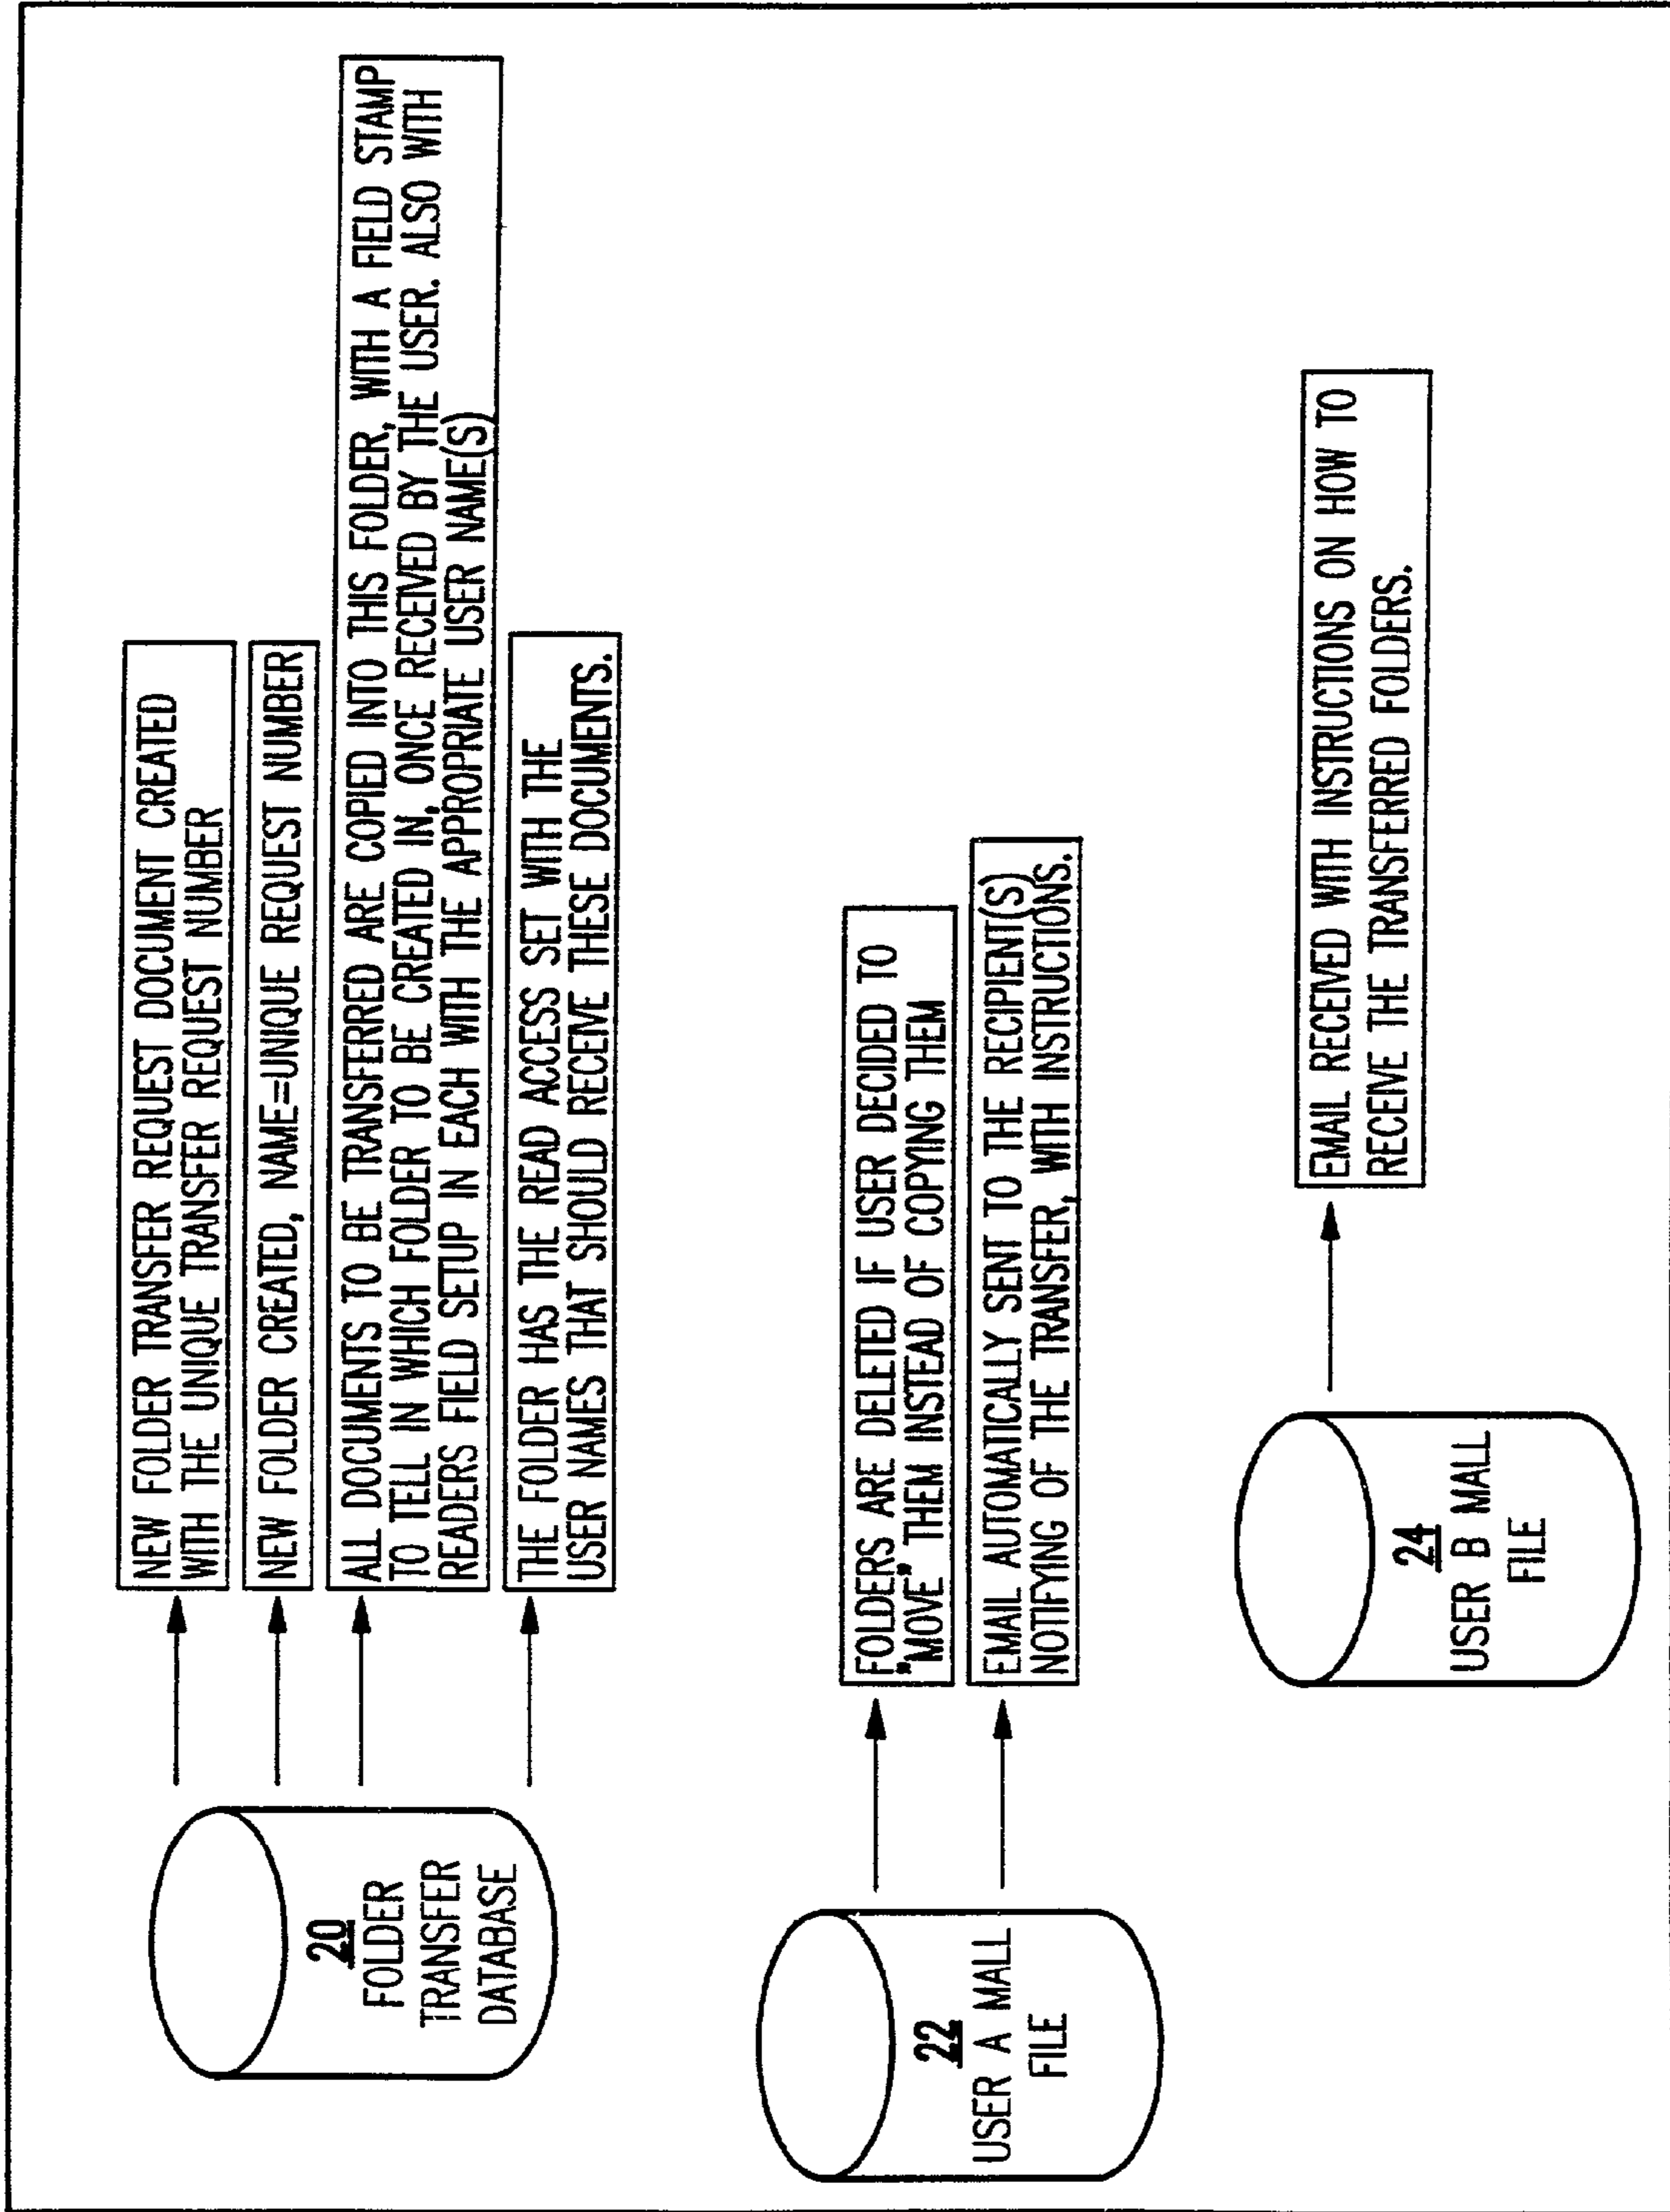 20
FOLDER
TRANSFER
DATABASE
NEW FOLDER TRANSFER REQUEST DOCUMENT CREATED
WITH THE UNIQUE TRANSFER REQUEST NUMBER
NEW FOLDER CREATED, NAME=UNIQUE REQUEST NUMBER
ALL DOCUMENTS TO BE TRANSFERRED ARE COPIED INTO THIS FOLDER, WITH A FIELD STAMP
TO TELL IN WHICH FOLDER TO BE CREATED IN, ONCE RECEIVED BY THE USER. ALSO WITH
READERS FIELD SETUP IN EACH WITH THE APPROPRIATE USER NAME(S)
THE FOLDER HAS THE READ ACCESS SET WITH THE
USER NAMES THAT SHOULD RECEIVE THESE DOCUMENTS.
22
USER A MALL
FILE
FOLDERS ARE DELETED IF USER DECIDED TO
"MOVE" THEM INSTEAD OF COPYING THEM
EMAIL AUTOMATICALLY SENT TO THE RECIPIENT(S)
NOTIFYING OF THE TRANSFER, WITH INSTRUCTIONS.
24
USER B MALL
FILE
EMAIL RECEIVED WITH INSTRUCTIONS ON HOW TO
RECEIVE THE TRANSFERRED FOLDERS.